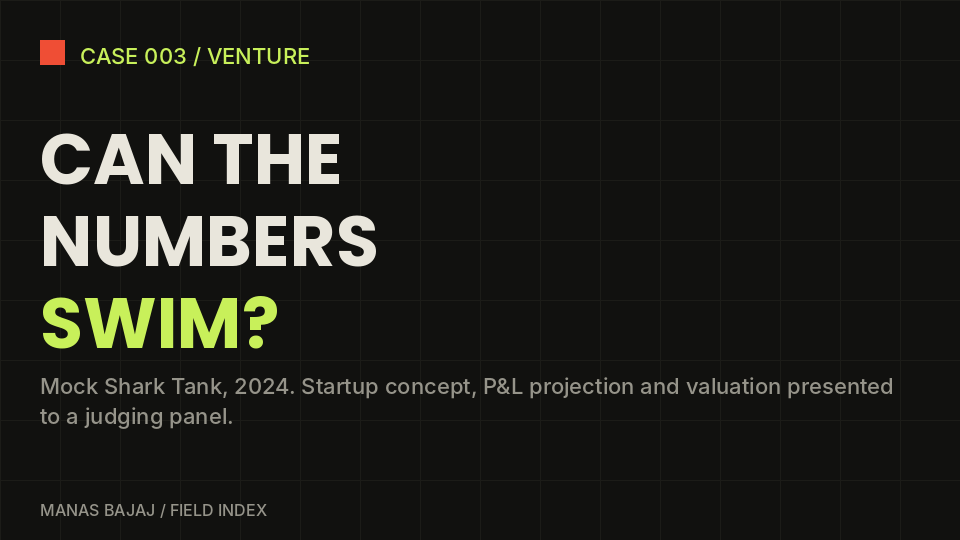 CASE 003 / VENTURE
CAN THE
NUMBERS
SWIM?
Mock Shark Tank, 2024. Startup concept, P&L projection and valuation presented
to a judging panel.
MANAS BAJAJ / FIELD INDEX